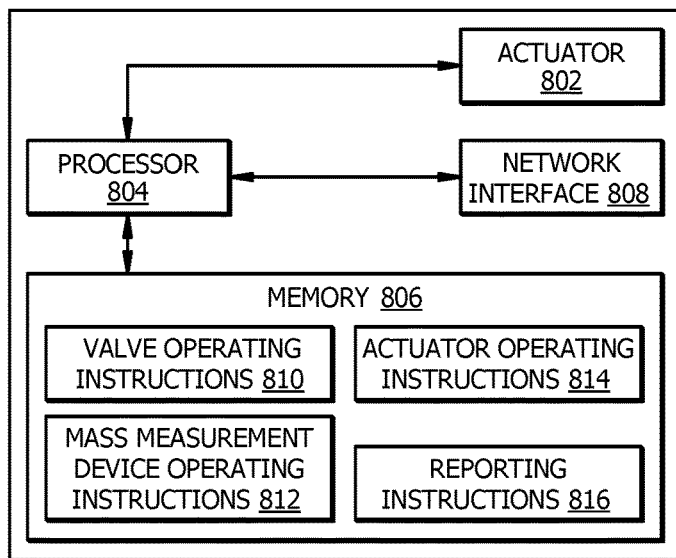 ACTUATOR
802
PROCESSOR
804
NETWORK
INTERFACE 808
MEMORY 806
VALVE OPERATING
INSTRUCTIONS 810
ACTUATOR OPERATING
INSTRUCTIONS 814
MASS MEASUREMENT
DEVICE OPERATING
INSTRUCTIONS 812
REPORTING
INSTRUCTIONS 816